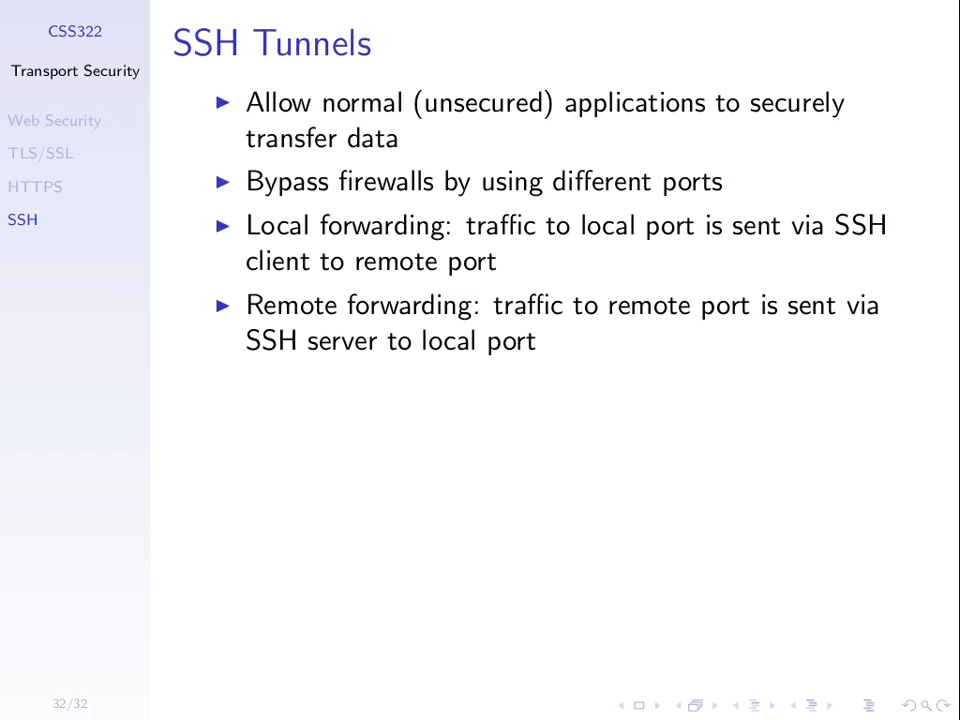 CSS322
Transport Security
Web Security
TLS/SSL
HTTPS
SSH
SSH Tunnels
Allow normal (unsecured) applications to securely
transfer data
Bypass firewalls by using different ports
Local forwarding: traffic to local port is sent via SSH
client to remote port
Remote forwarding: traffic to remote port is sent via
SSH server to local port
32/32